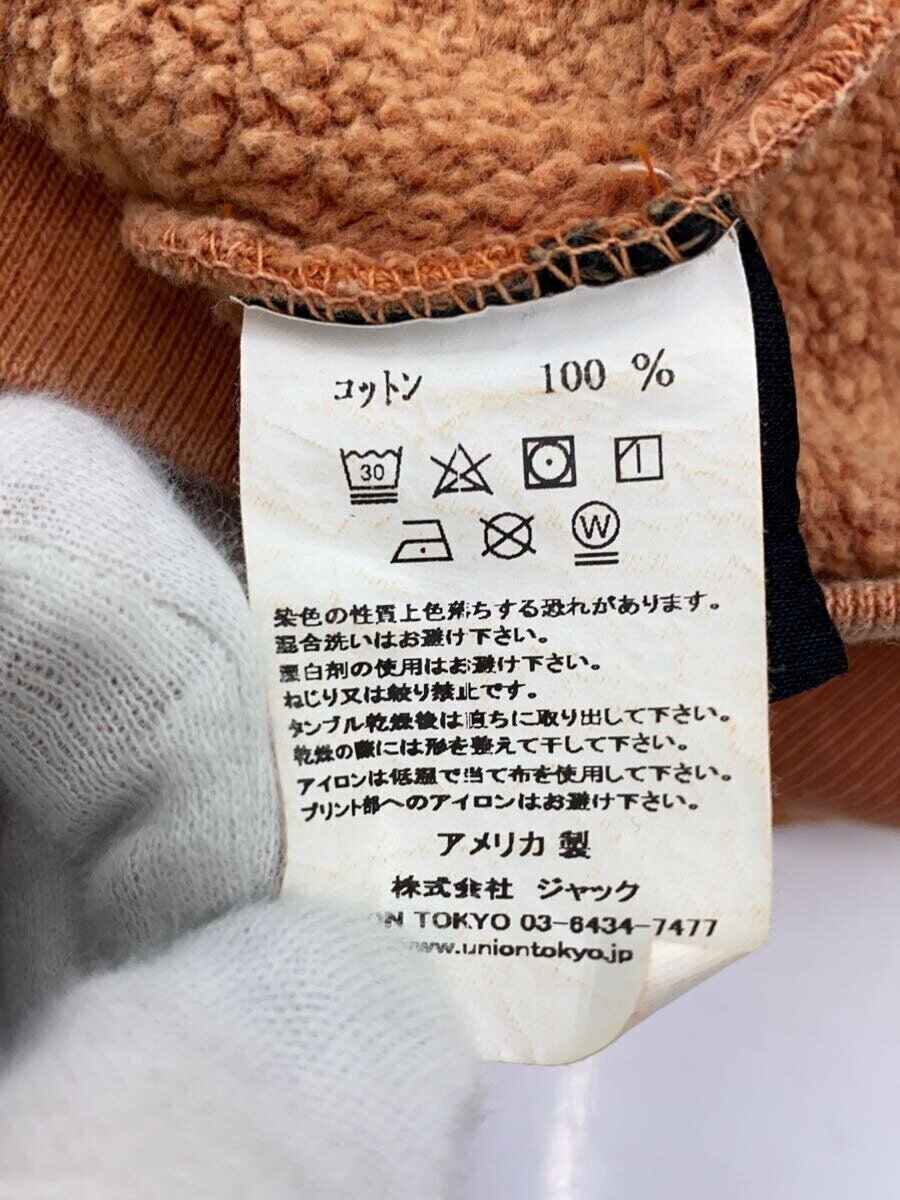 コットン 100 %
30
W
染色の性質上色落ちする恐れがあります。
混合洗いはお避け下さい。
漂白剤の使用はお避け下さい。
ねじり又は絞り禁止です。
タンブル乾燥後は直ちに取り出して下さい。
乾燥の際には形を整えて干して下さい。
アイロンは低温で当て布を使用して下さい。
プリント部へのアイロンはお避け下さい。
アメリカ 製
株式会社 ジャック
ON TOKYO 03-6434-7477
www.uniontokyo.jp